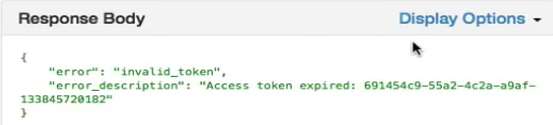 Response Body
Display Options
{
"error": "invalid_token",
"error_description": "Access token expired: 691454c9-55a2-4c2a-a9af-
133845720182"
}